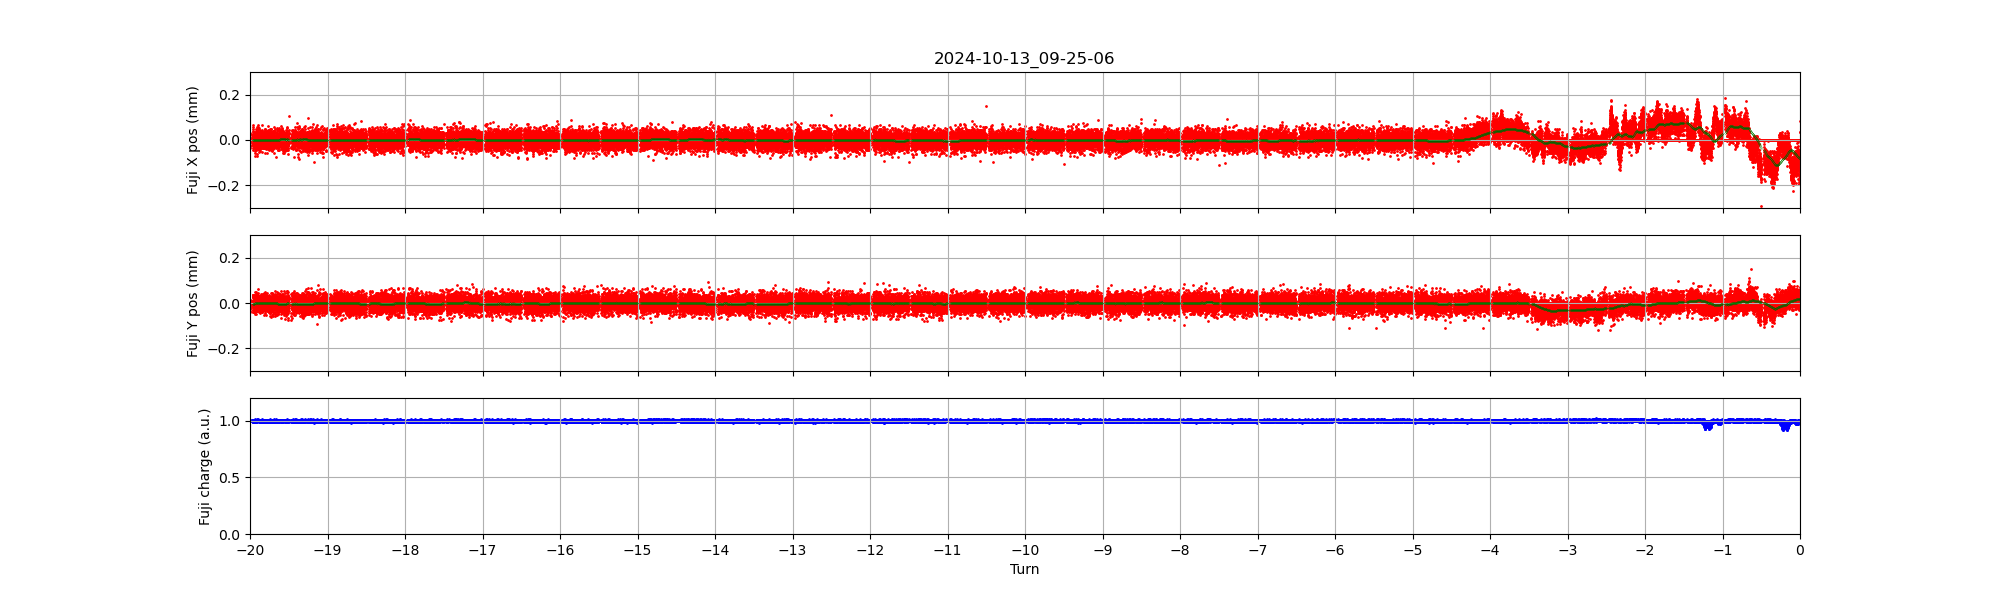 2024-10-13_09-25-06
Fuji X pos (mm)
0.2
0.0
−0.2
Fuji Y pos (mm)
0.2
0.0
−0.2
Fuji charge (a.u.)
1.0
0.5
0.0
−20 −19 −18 −17 −16 −15 −14 −13 −12 −11 −10 −9 −8 −7 −6 −5 −4 −3 −2 −1 0
Turn